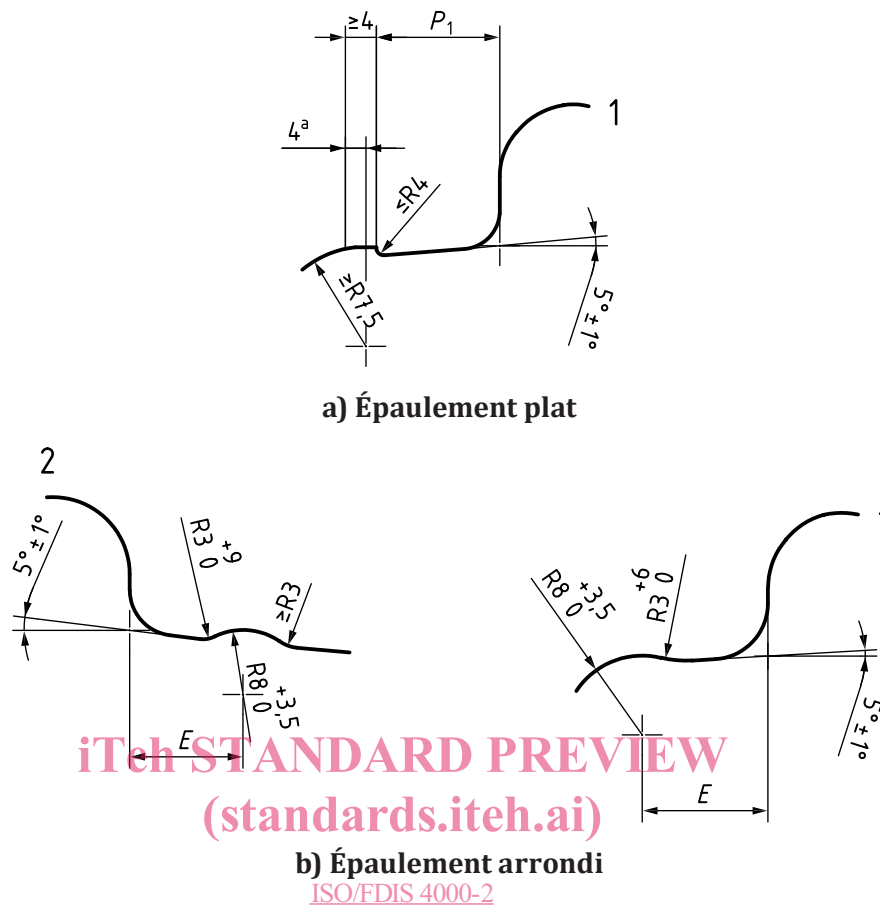 ≥4
P1
1
4a
≤R4
≥R7,5
5° ± 1°
a) Épaulement plat
2
5° ± 1°
R3 +9 0
≥R3
R8 +3,5 0
E
R8 +3,5 0
R3 +9 0
5° ± 1°
E
iTeh STANDARD PREVIEW
(standards.iteh.ai)
b) Épaulement arrondi
ISO/FDIS 4000-2